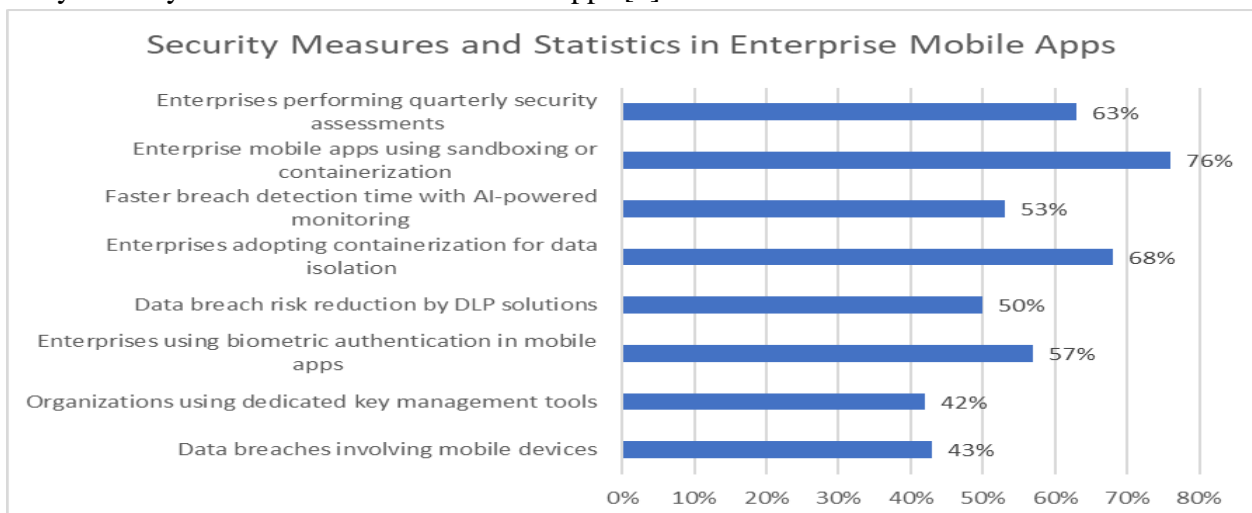 Security Measures and Statistics in Enterprise Mobile Apps
Enterprises performing quarterly security
assessments
63%
Enterprise mobile apps using sandboxing or
containerization
76%
Faster breach detection time with AI-powered
monitoring
53%
Enterprises adopting containerization for data
isolation
68%
Data breach risk reduction by DLP solutions
50%
Enterprises using biometric authentication in mobile
apps
57%
Organizations using dedicated key management tools
42%
Data breaches involving mobile devices
43%
0% 10% 20% 30% 40% 50% 60% 70% 80%